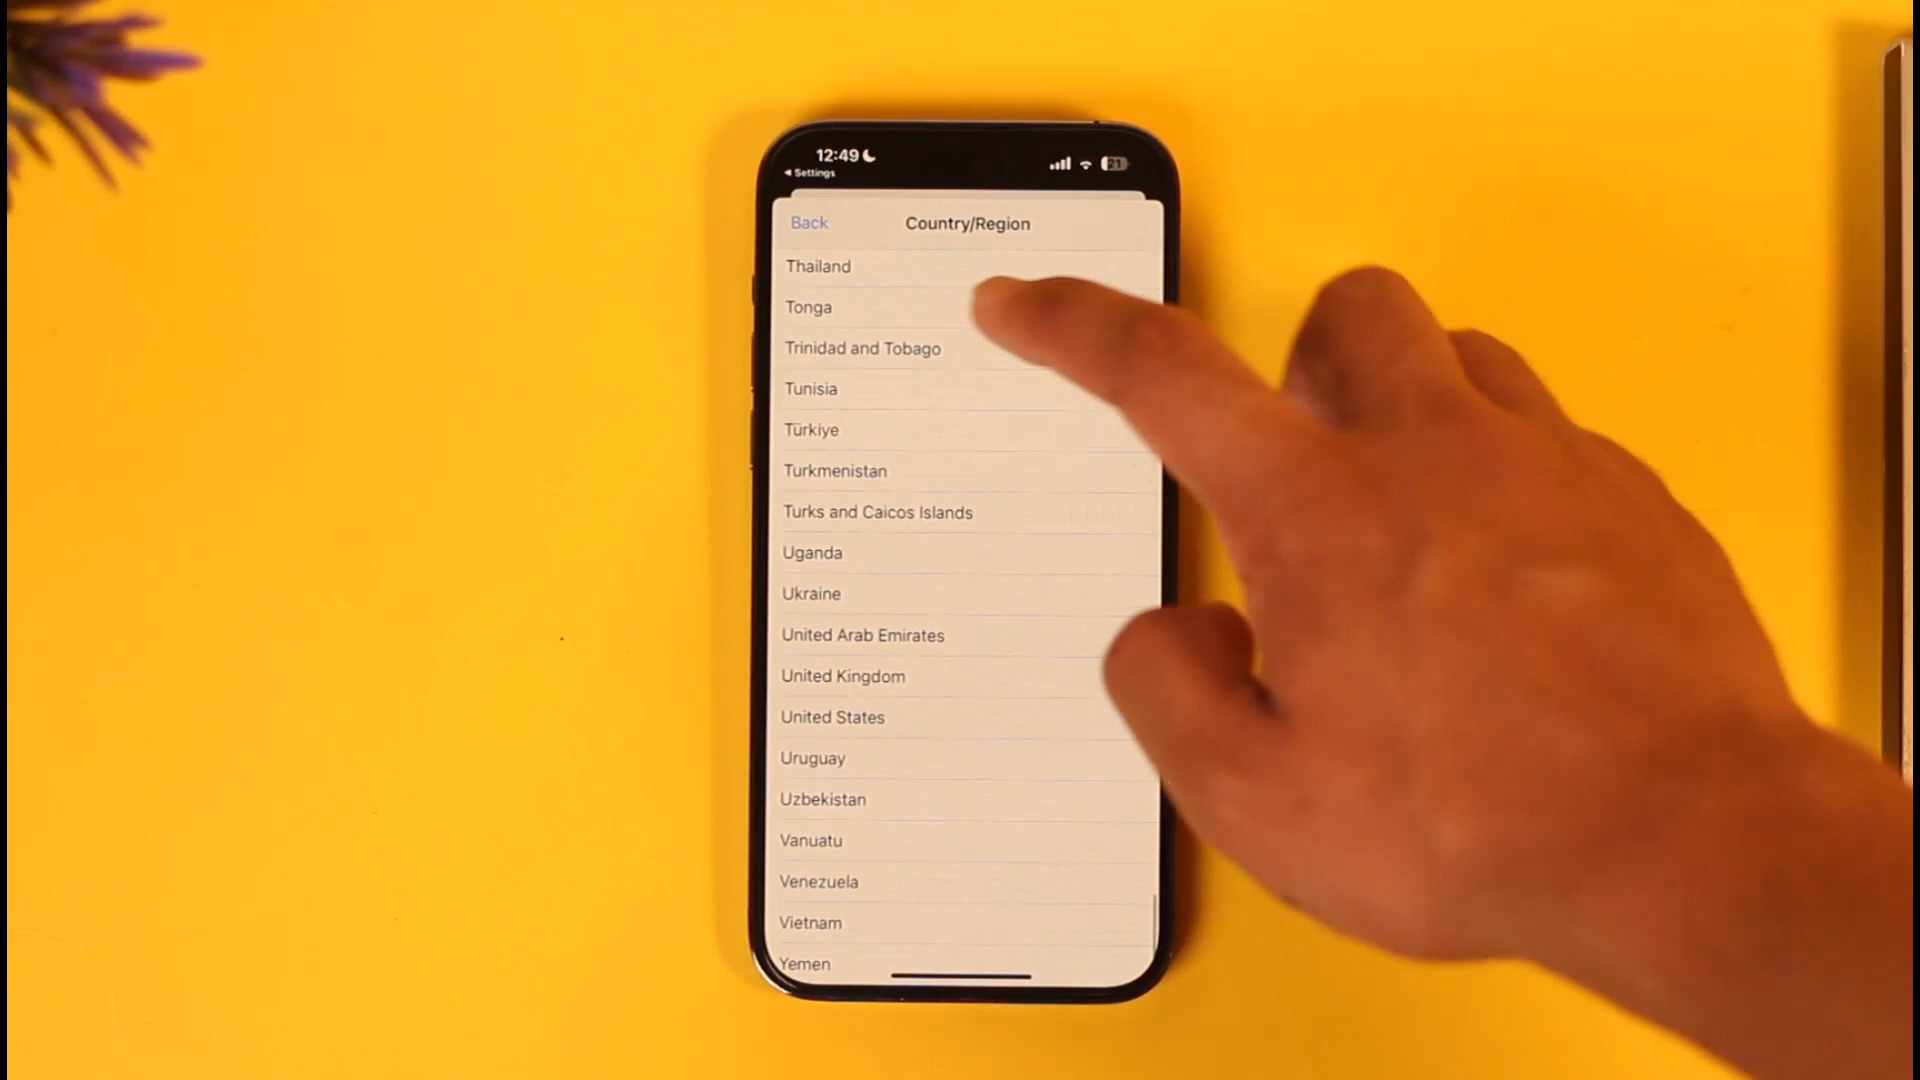 12:49
21
◀ Settings
Back
Country/Region
Thailand
Tonga
Trinidad and Tobago
Tunisia
Türkiye
Turkmenistan
Turks and Caicos Islands
Uganda
Ukraine
United Arab Emirates
United Kingdom
United States
Uruguay
Uzbekistan
Vanuatu
Venezuela
Vietnam
Yemen